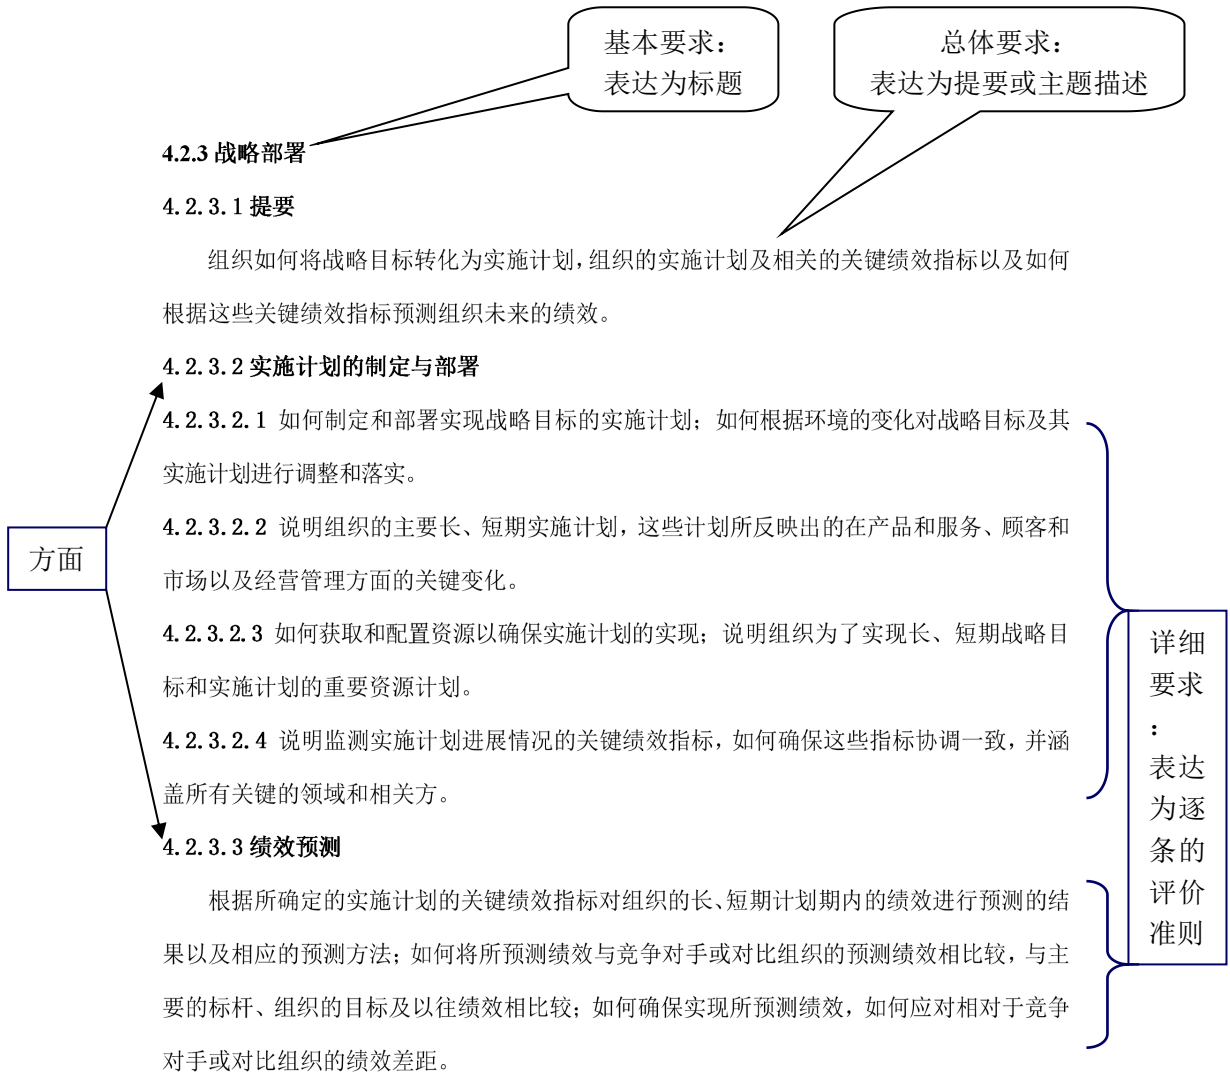 基本要求：
表达为标题
总体要求：
表达为提要或主题描述
4.2.3 战略部署
4.2.3.1 提要
组织如何将战略目标转化为实施计划，组织的实施计划及相关的关键绩效指标以及如何
根据这些关键绩效指标预测组织未来的绩效。
4.2.3.2 实施计划的制定与部署
4.2.3.2.1 如何制定和部署实现战略目标的实施计划；如何根据环境的变化对战略目标及其
实施计划进行调整和落实。
4.2.3.2.2 说明组织的主要长、短期实施计划，这些计划所反映出的在产品和服务、顾客和
市场以及经营管理方面的关键变化。
4.2.3.2.3 如何获取和配置资源以确保实施计划的实现；说明组织为了实现长、短期战略目
标和实施计划的重要资源计划。
4.2.3.2.4 说明监测实施计划进展情况的关键绩效指标，如何确保这些指标协调一致，并涵
盖所有关键的领域和相关方。
4.2.3.3 绩效预测
根据所确定的实施计划的关键绩效指标对组织的长、短期计划期内的绩效进行预测的结
果以及相应的预测方法；如何将所预测绩效与竞争对手或对比组织的预测绩效相比较，与主
要的标杆、组织的目标及以往绩效相比较；如何确保实现所预测绩效，如何应对相对于竞争
对手或对比组织的绩效差距。
方面
详细
要求
：
表达
为逐
条的
评价
准则